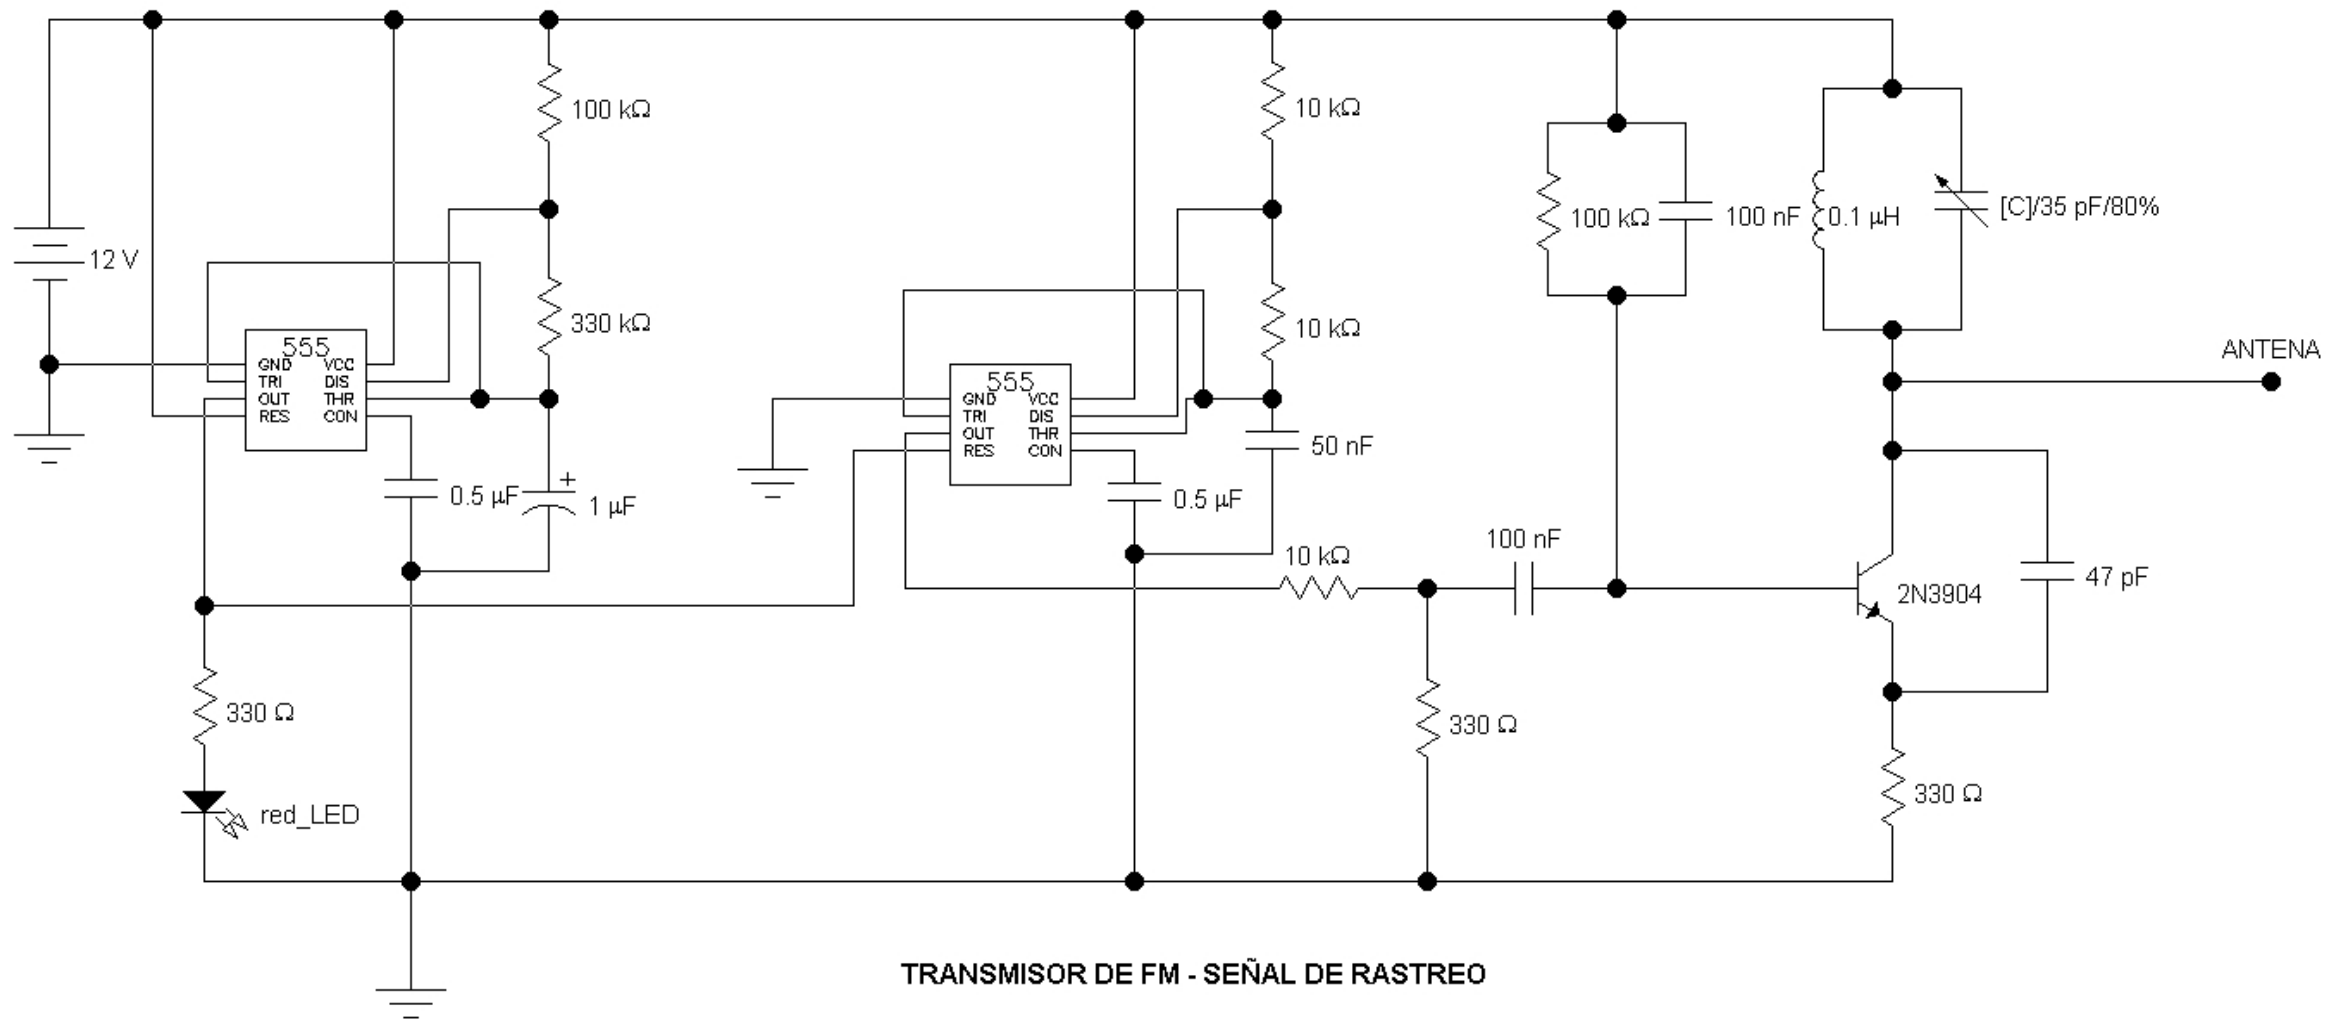 100 kΩ
10 kΩ
100 kΩ
100 nF
0.1 µH
[C]/35 pF/80%
12 V
330 kΩ
10 kΩ
ANTENA
555
GND VCC
TRI DIS
OUT THR
RES CON
555
GND VCC
TRI DIS
OUT THR
RES CON
50 nF
0.5 µF
+
1 µF
0.5 µF
10 kΩ
100 nF
2N3904
47 pF
330 Ω
330 Ω
330 Ω
red_LED
TRANSMISOR DE FM - SEÑAL DE RASTREO